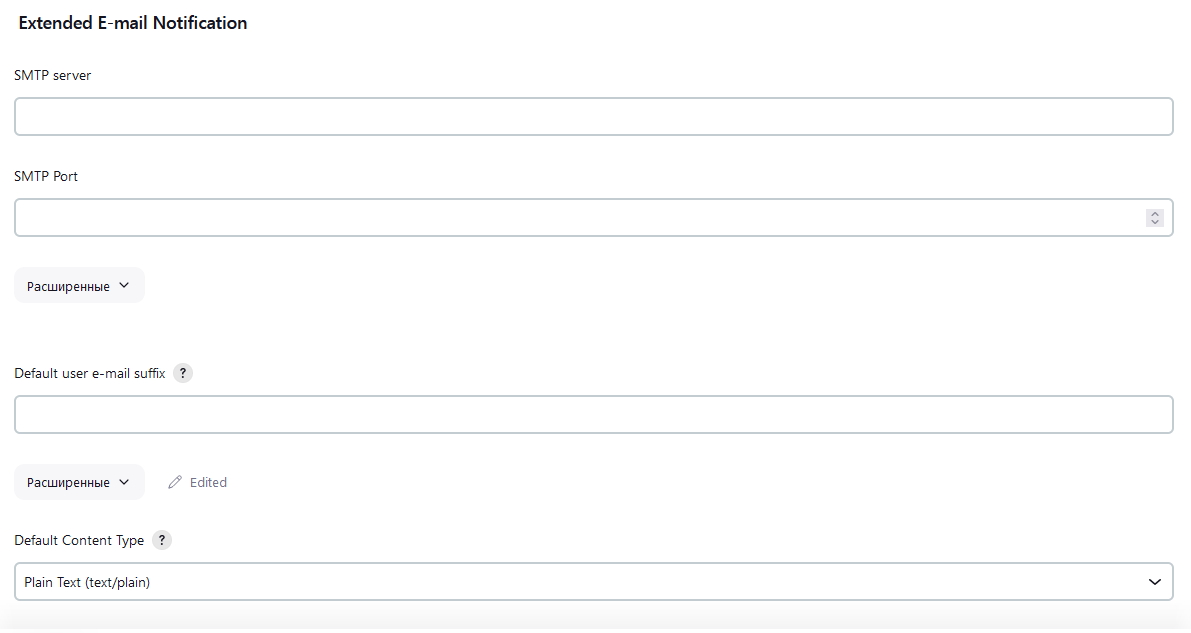 Extended E-mail Notification
SMTP server
SMTP Port
Расширенные
Default user e-mail suffix ?
Расширенные Edited
Default Content Type ?
Plain Text (text/plain)